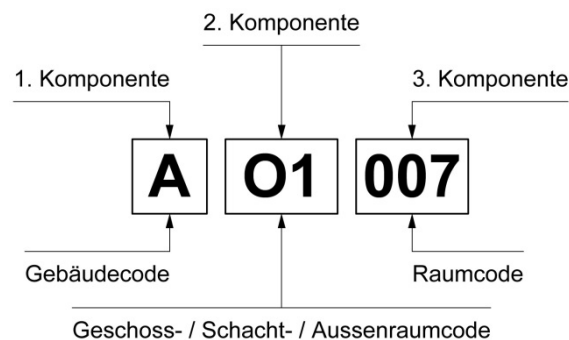 2. Komponente
1. Komponente
3. Komponente
A O1 007
Gebäudecode
Raumcode
Geschoss- / Schacht- / Aussenraumcode